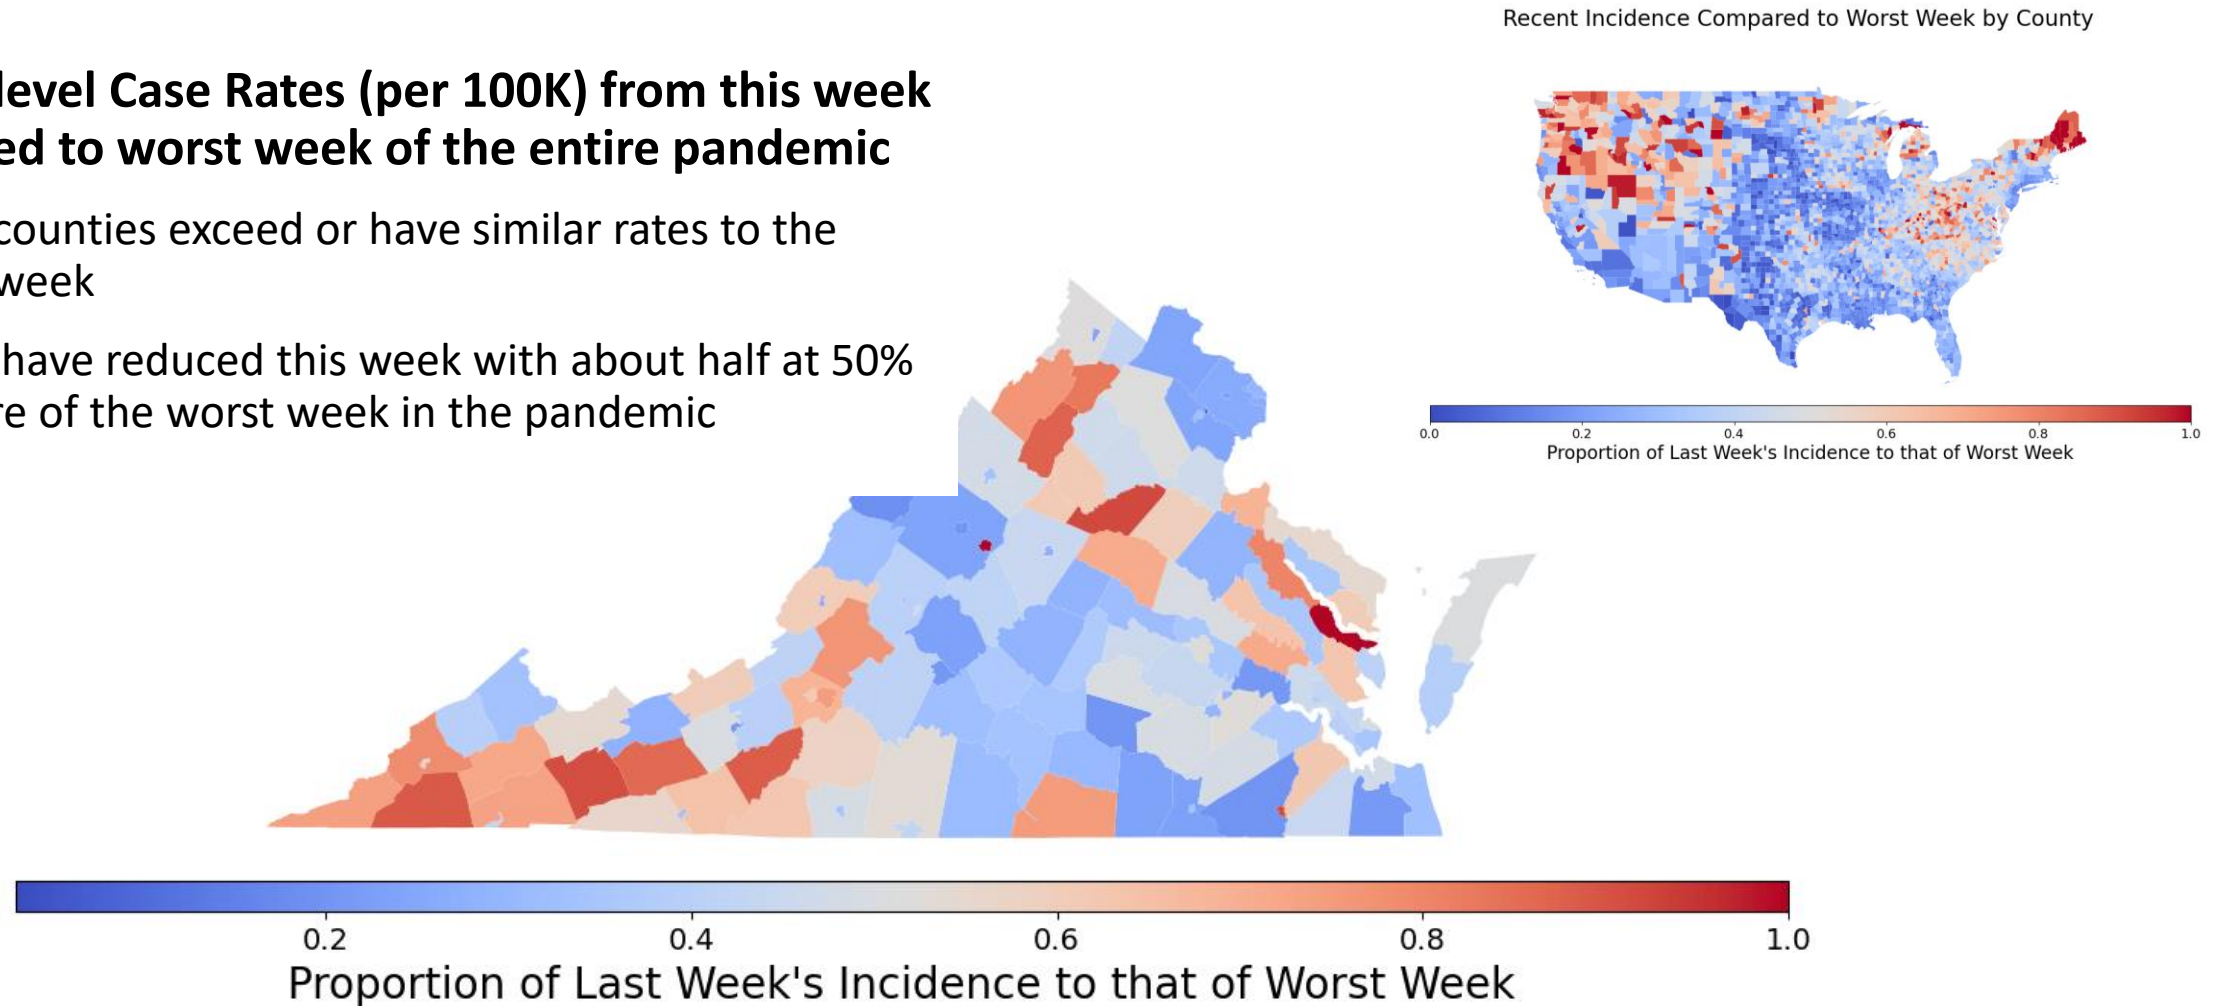 level Case Rates (per 100K) from this week
ed to worst week of the entire pandemic
counties exceed or have similar rates to the
week
have reduced this week with about half at 50%
re of the worst week in the pandemic
Recent Incidence Compared to Worst Week by County
0.0 0.2 0.4 0.6 0.8 1.0
Proportion of Last Week's Incidence to that of Worst Week
0.2 0.4 0.6 0.8 1.0
Proportion of Last Week's Incidence to that of Worst Week